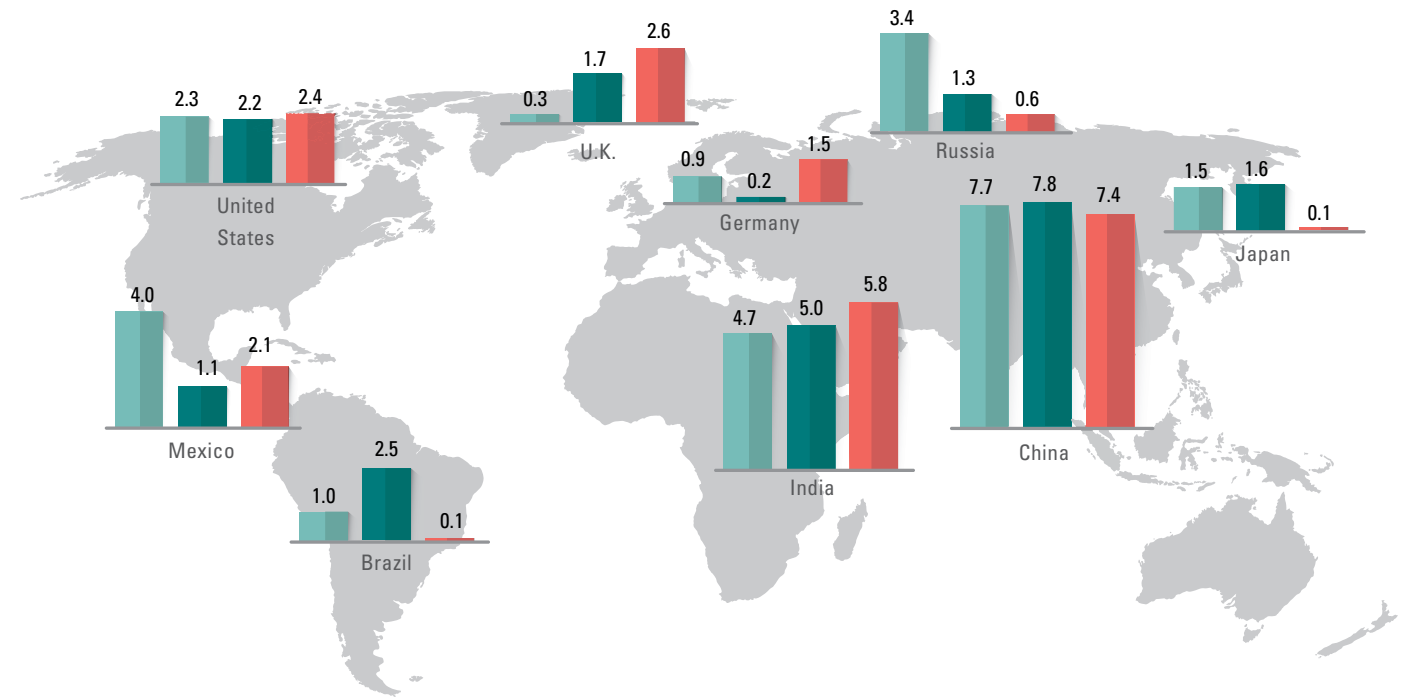 2.3 2.2 2.4
United
States
0.3 1.7 2.6
U.K.
3.4 1.3 0.6
Russia
0.9 0.2 1.5
Germany
1.5 1.6 0.1
Japan
7.7 7.8 7.4
China
4.0 1.1 2.1
Mexico
4.7 5.0 5.8
India
1.0 2.5 0.1
Brazil